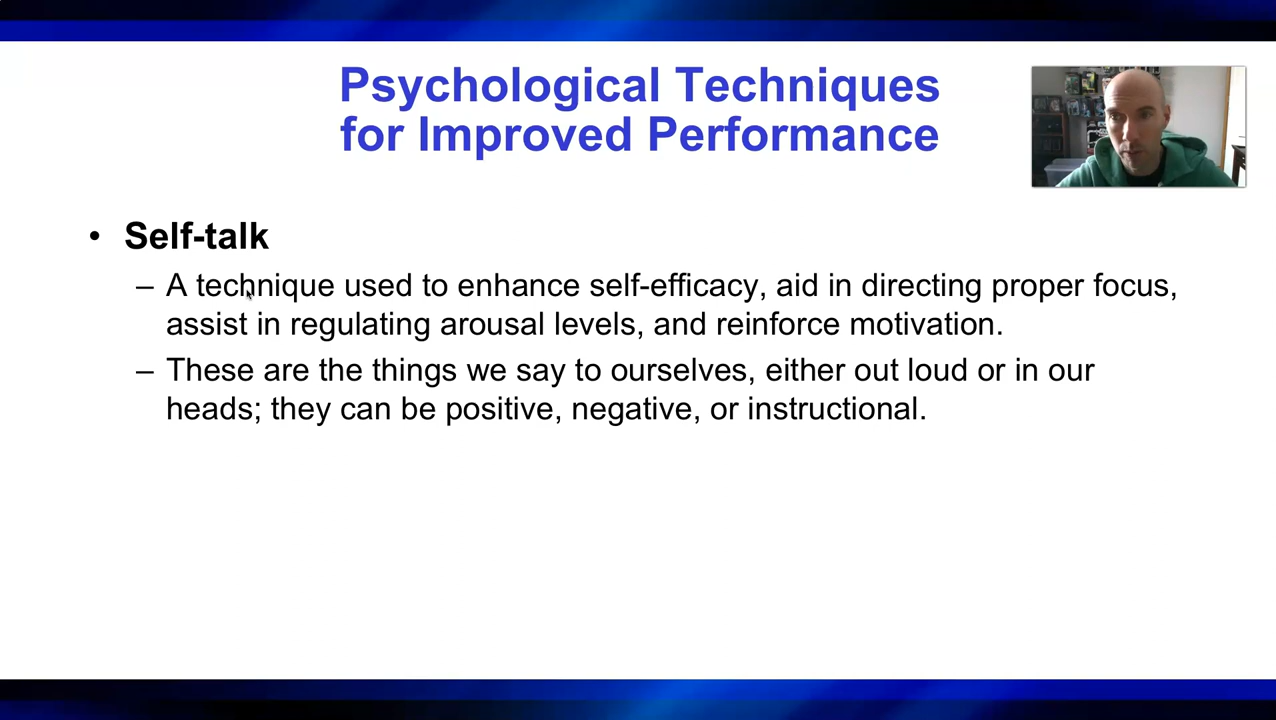 Psychological Techniques
for Improved Performance
• Self-talk
– A technique used to enhance self-efficacy, aid in directing proper focus,
assist in regulating arousal levels, and reinforce motivation.
– These are the things we say to ourselves, either out loud or in our
heads; they can be positive, negative, or instructional.